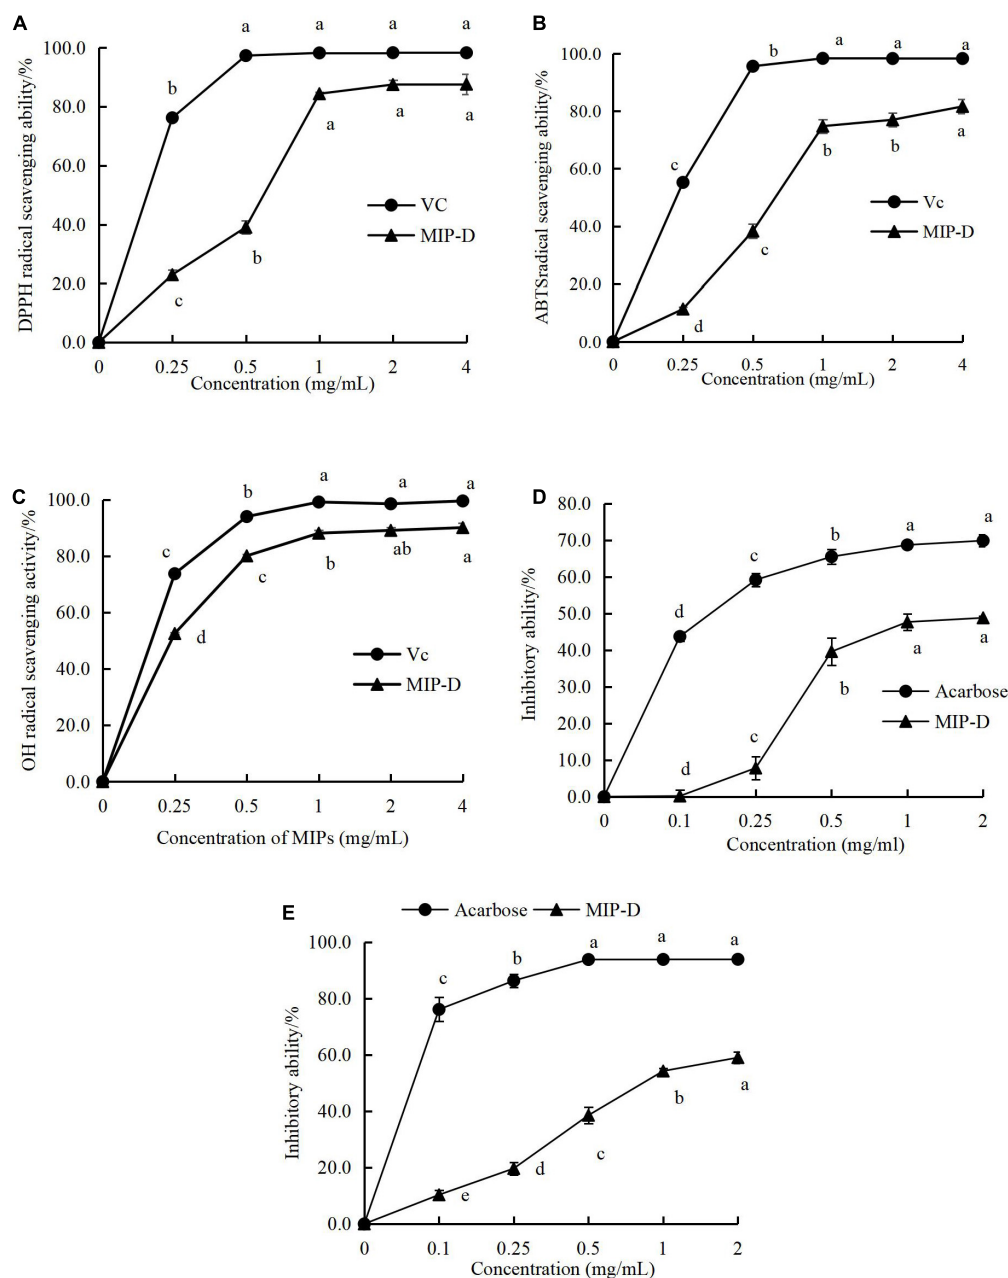 A
DPPH radical scavenging ability/%
100.0
80.0
60.0
40.0
20.0
0.0
a a a a
b
a a a
b
c
VC
MIP-D
0 0.25 0.5 1 2 4
Concentration (mg/mL)
B
ABTSradical scavenging ability/%
100.0
80.0
60.0
40.0
20.0
0.0
b a a a
c
b b a
c
d
Vc
MIP-D
0 0.25 0.5 1 2 4
Concentration (mg/mL)
C
OH radical scavenging activity/%
100.0
80.0
60.0
40.0
20.0
0.0
c b a a a
d c b ab a
Vc
MIP-D
0 0.25 0.5 1 2 4
Concentration of MIPs (mg/mL)
D
Inhibitory ability/%
80.0
70.0
60.0
50.0
40.0
30.0
20.0
10.0
0.0
d c b a a
d c b a a
Acarbose
MIP-D
0 0.1 0.25 0.5 1 2
Concentration (mg/ml)
E
Acarbose MIP-D
Inhibitory ability/%
100.0
80.0
60.0
40.0
20.0
0.0
c b a a a
e d c b a
0 0.1 0.25 0.5 1 2
Concentration (mg/mL)